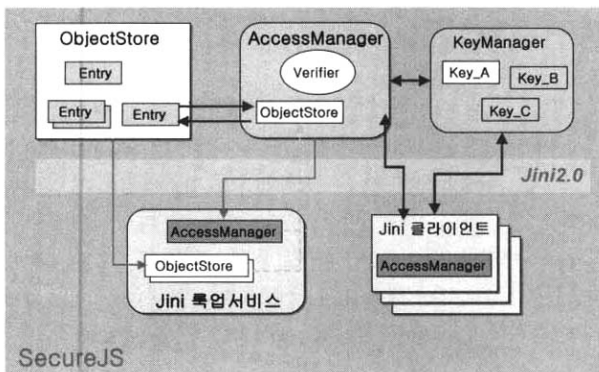 ObjectStore
Entry
Entry
Entry
AccessManager
Verifier
ObjectStore
KeyManager
Key_A
Key_B
Key_C
Jini2.0
AccessManager
ObjectStore
Jini 룩업서비스
Jini 클라이언트
AccessManager
SecureJS